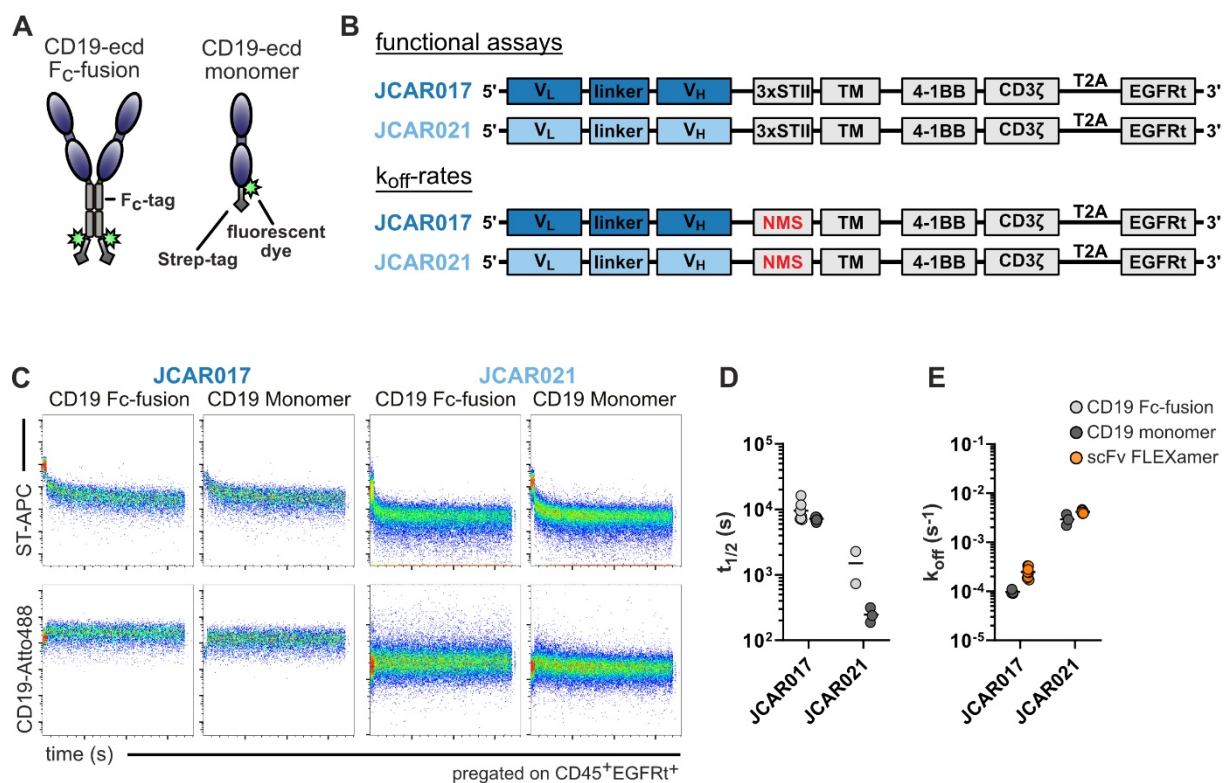 A
CD19-ecd
FC-fusion
CD19-ecd
monomer
FC-tag
fluorescent
dye
Strep-tag
B
functional assays
JCAR017 5' VL linker VH 3xSTII TM 4-1BB CD3ζ T2A EGFRt 3'
JCAR021 5' VL linker VH 3xSTII TM 4-1BB CD3ζ T2A EGFRt 3'
koff-rates
JCAR017 5' VL linker VH NMS TM 4-1BB CD3ζ T2A EGFRt 3'
JCAR021 5' VL linker VH NMS TM 4-1BB CD3ζ T2A EGFRt 3'
C
JCAR017
JCAR021
CD19 Fc-fusion CD19 Monomer CD19 Fc-fusion CD19 Monomer
ST-APC
CD19-Atto488
time (s)
pregated on CD45+EGFRt+
D
t1/2 (s)
10⁵
10⁴
10³
10²
JCAR017
JCAR021
E
koff (s-1)
10⁻¹
10⁻²
10⁻³
10⁻⁴
10⁻⁵
JCAR017
JCAR021
CD19 Fc-fusion
CD19 monomer
scFv FLEXamer